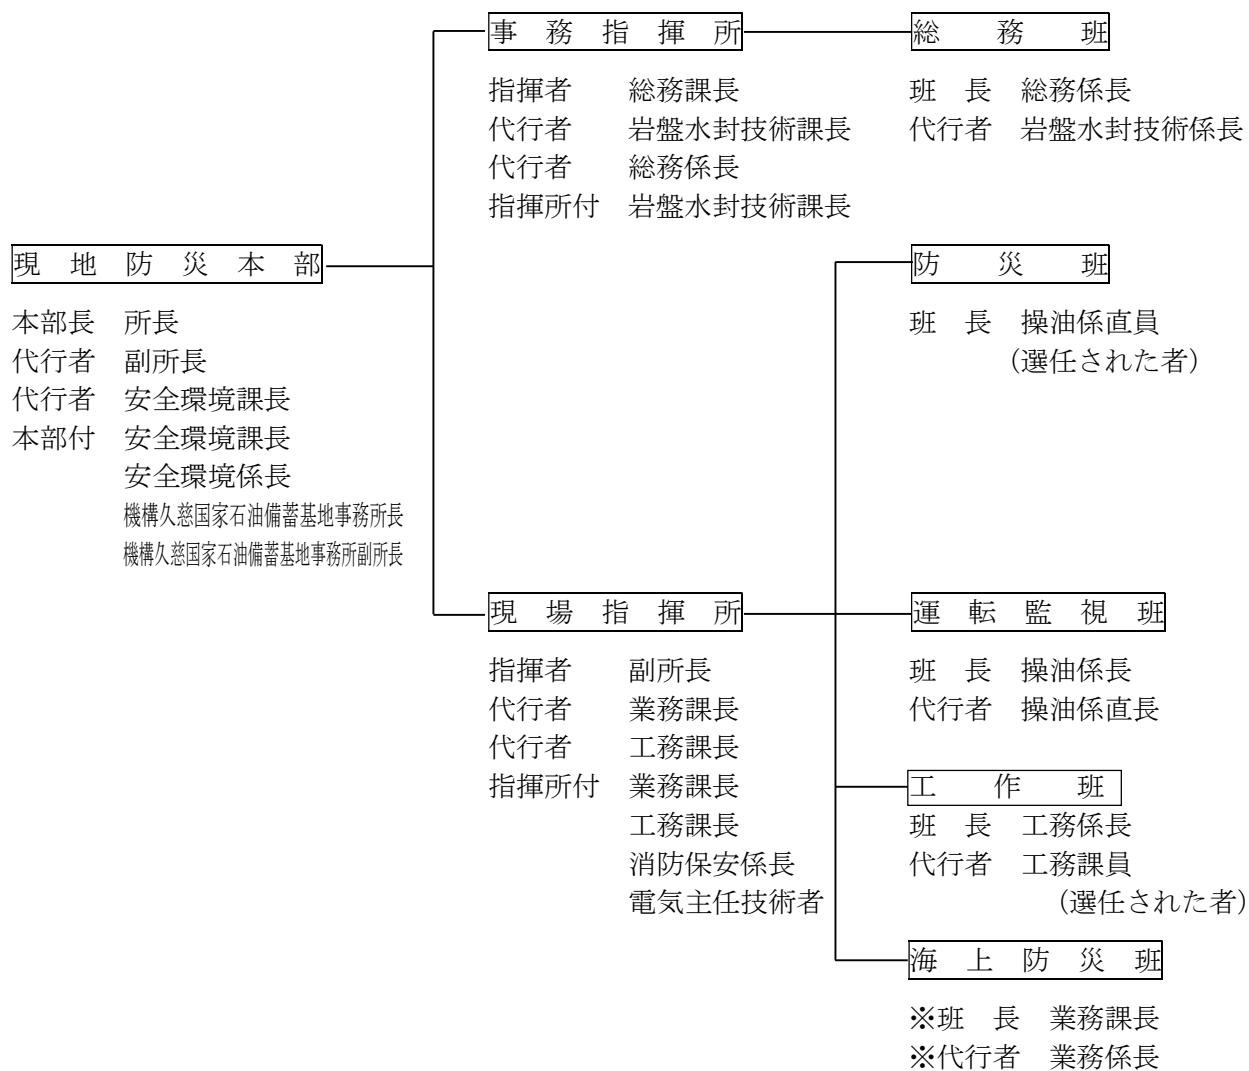 事務指揮所
指揮者 総務課長
代行者 岩盤水封技術課長
代行者 総務係長
指揮所付 岩盤水封技術課長
総務班
班長 総務係長
代行者 岩盤水封技術係長
現地防災本部
本部長 所長
代行者 副所長
代行者 安全環境課長
本部付 安全環境課長
安全環境係長
機構久慈国家石油備蓄基地事務所長
機構久慈国家石油備蓄基地事務所副所長
防災班
班長 操油係直員
(選任された者)
現場指揮所
指揮者 副所長
代行者 業務課長
代行者 工務課長
指揮所付 業務課長
工務課長
消防保安係長
電気主任技術者
運転監視班
班長 操油係長
代行者 操油係直長
工作班
班長 工務係長
代行者 工務課員
(選任された者)
海上防災班
※班長 業務課長
※代行者 業務係長